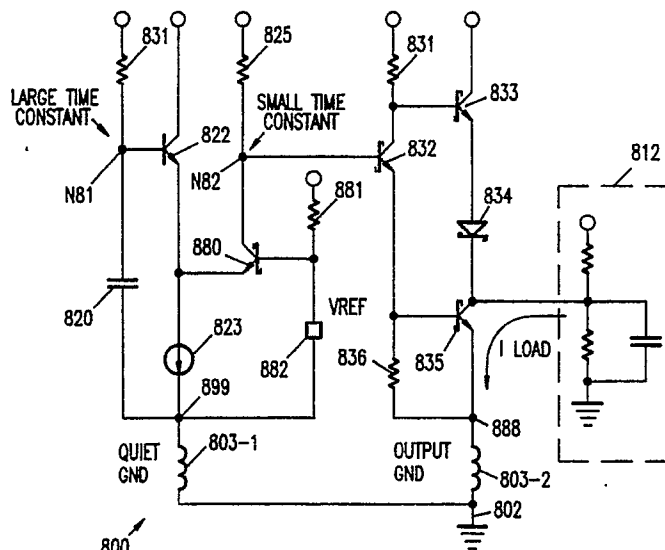 831
825
831
833
LARGE TIME
CONSTANT
822
SMALL TIME
CONSTANT
832
812
N81
N82
881
834
880
820
823
VREF
882
836
835
I LOAD
899
888
QUIET
GND
803-1
OUTPUT
GND
803-2
802
800